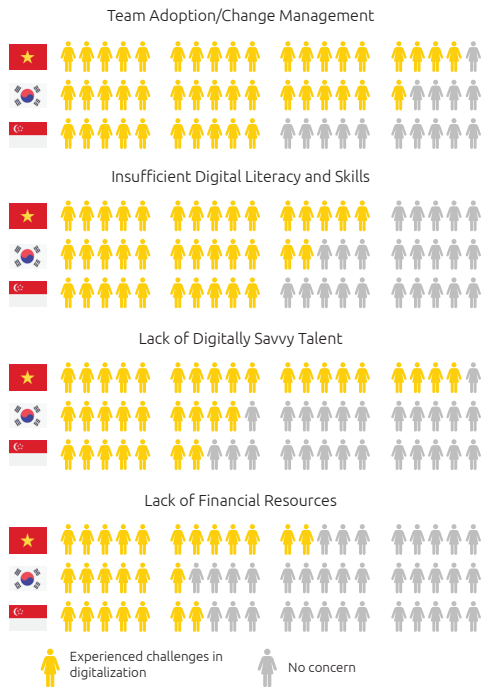 Team Adoption/Change Management
Insufficient Digital Literacy and Skills
Lack of Digitally Savvy Talent
Lack of Financial Resources
Experienced challenges in
digitalization
No concern